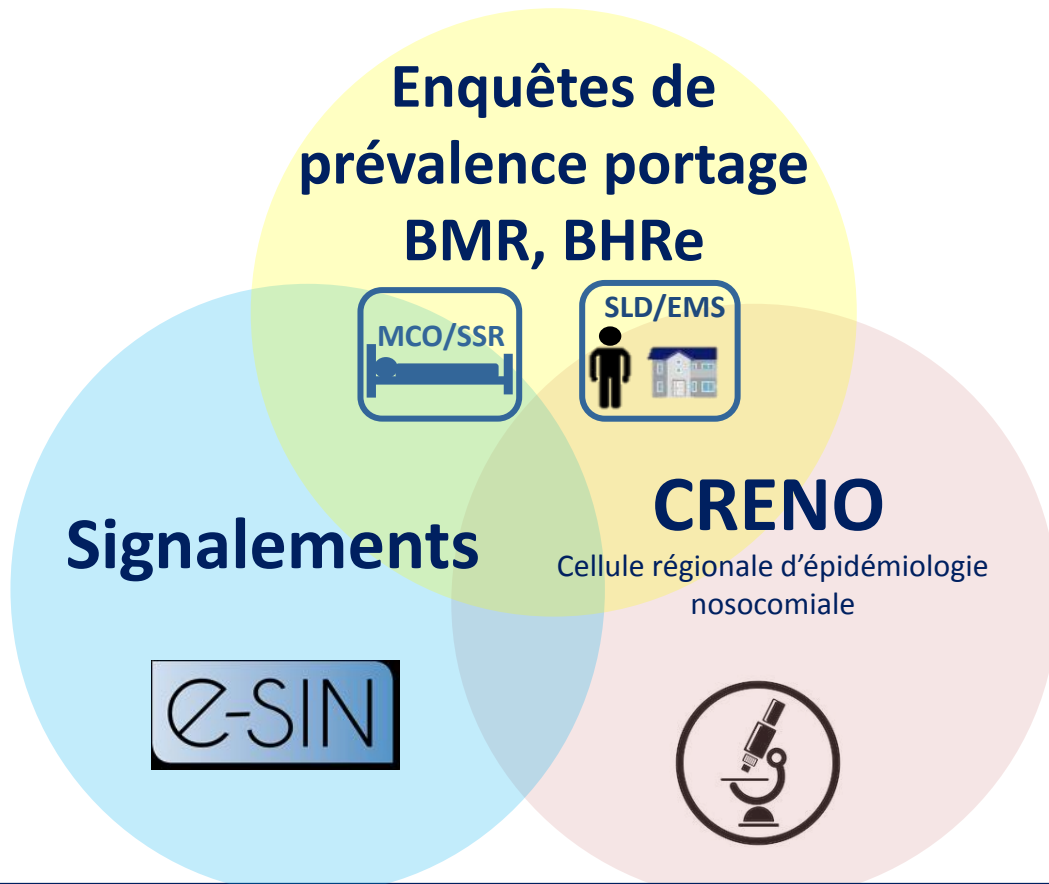 Enquêtes de
prévalence portage
BMR, BHRe
MCO/SSR
SLD/EMS
Signalements
CRENO
Cellule régionale d’épidémiologie
nosocomiale
e-SIN